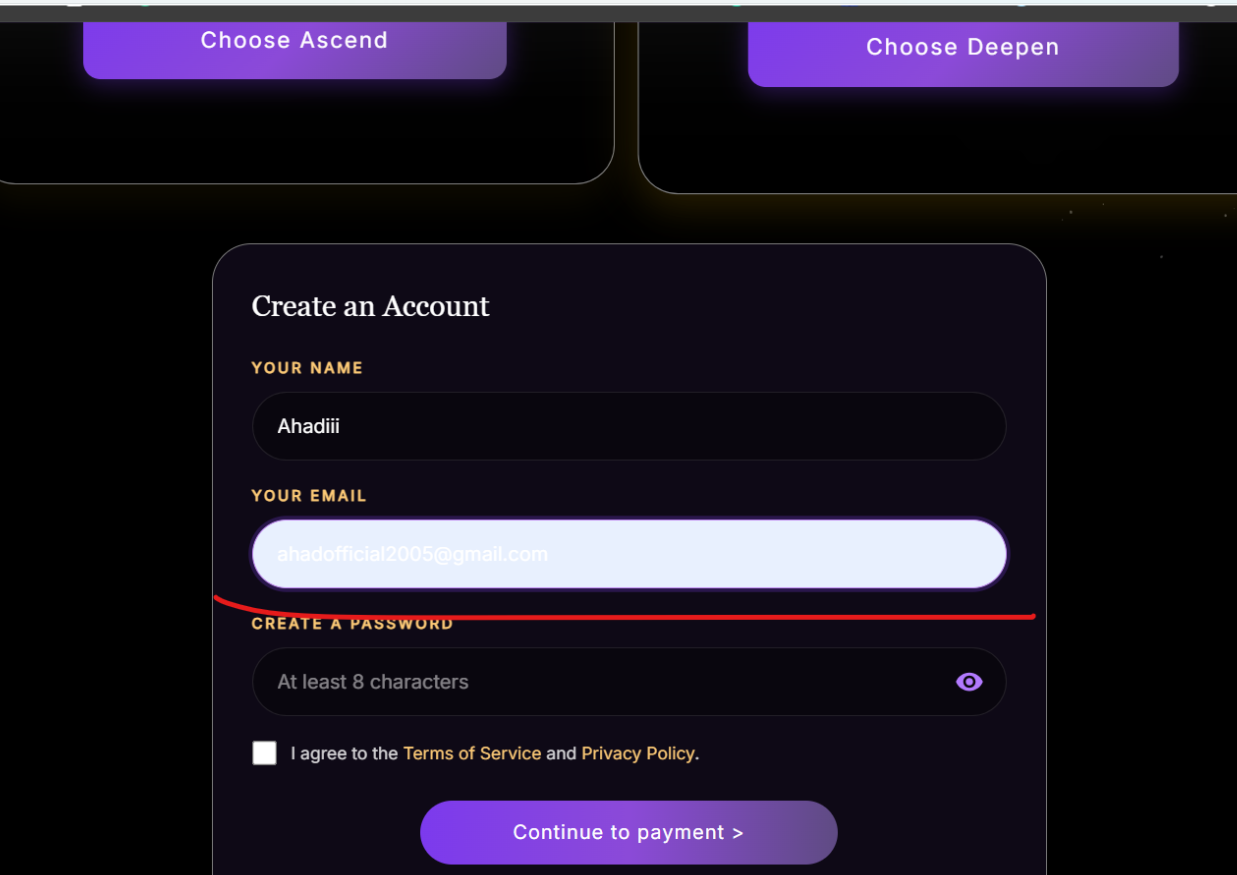 Choose Ascend
Choose Deepen
Create an Account
YOUR NAME
Ahadiii
YOUR EMAIL
ahadofficial2005@gmail.com
CREATE A PASSWORD
At least 8 characters
I agree to the Terms of Service and Privacy Policy.
Continue to payment >